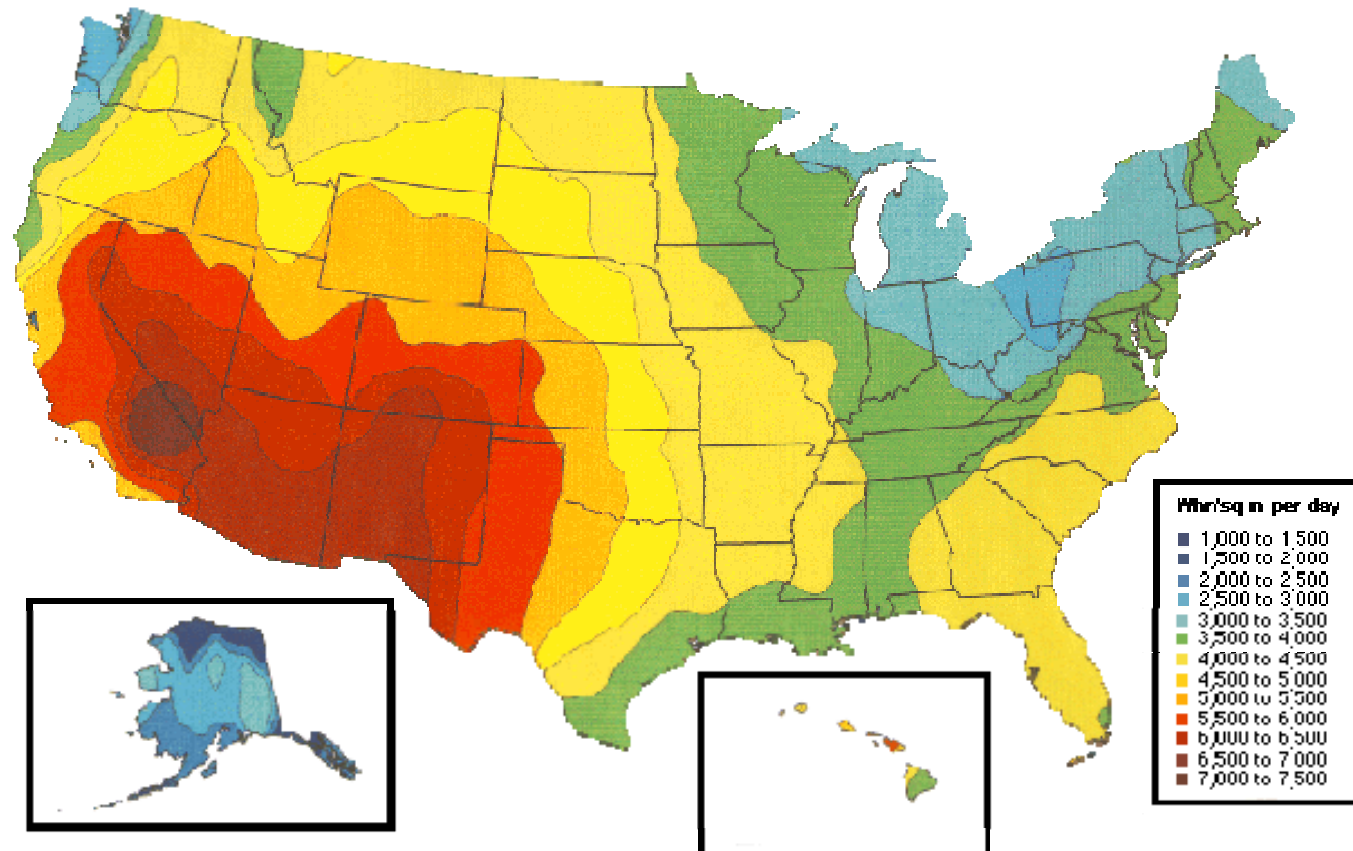 Whr/sq m per day
1,000 to 1,500
1,500 to 2,000
2,000 to 2,500
2,500 to 3,000
3,000 to 3,500
3,500 to 4,000
4,000 to 4,500
4,500 to 5,000
5,000 to 5,500
5,500 to 6,000
6,000 to 6,500
6,500 to 7,000
7,000 to 7,500